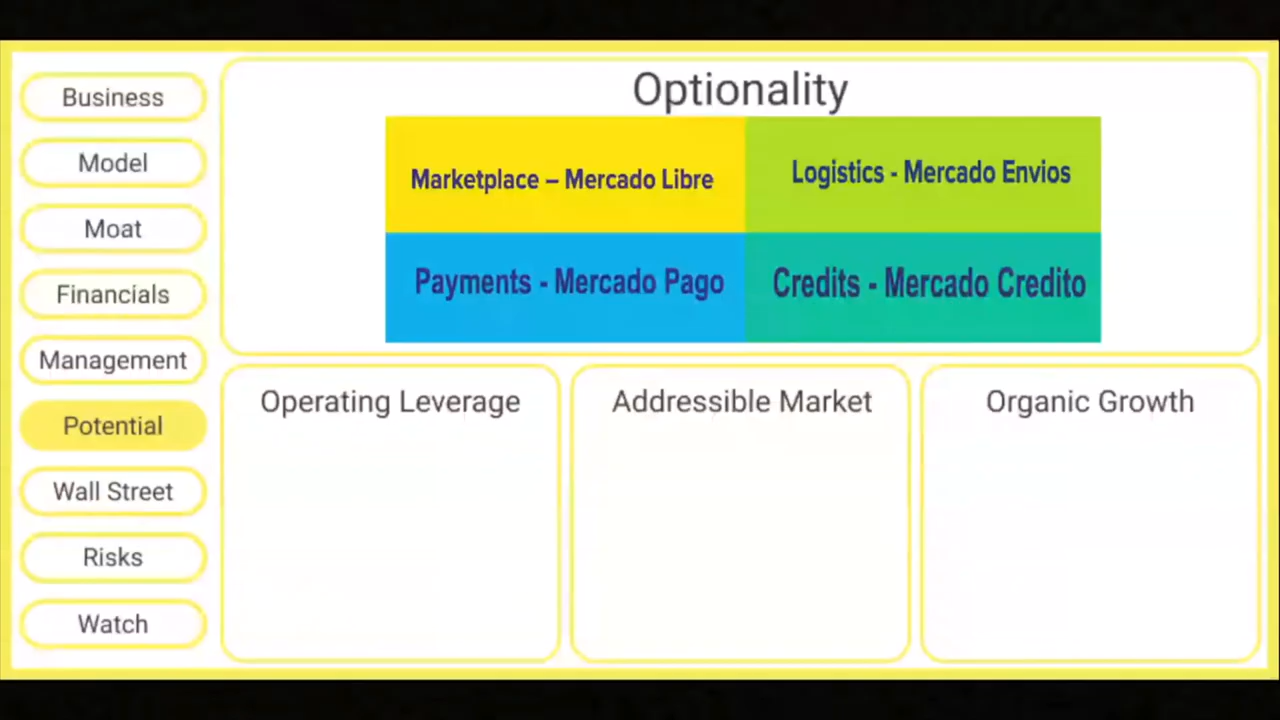 Business
Model
Moat
Financials
Management
Potential
Wall Street
Risks
Watch
Optionality
Marketplace – Mercado Libre
Logistics - Mercado Envios
Payments - Mercado Pago
Credits - Mercado Credito
Operating Leverage
Addressible Market
Organic Growth